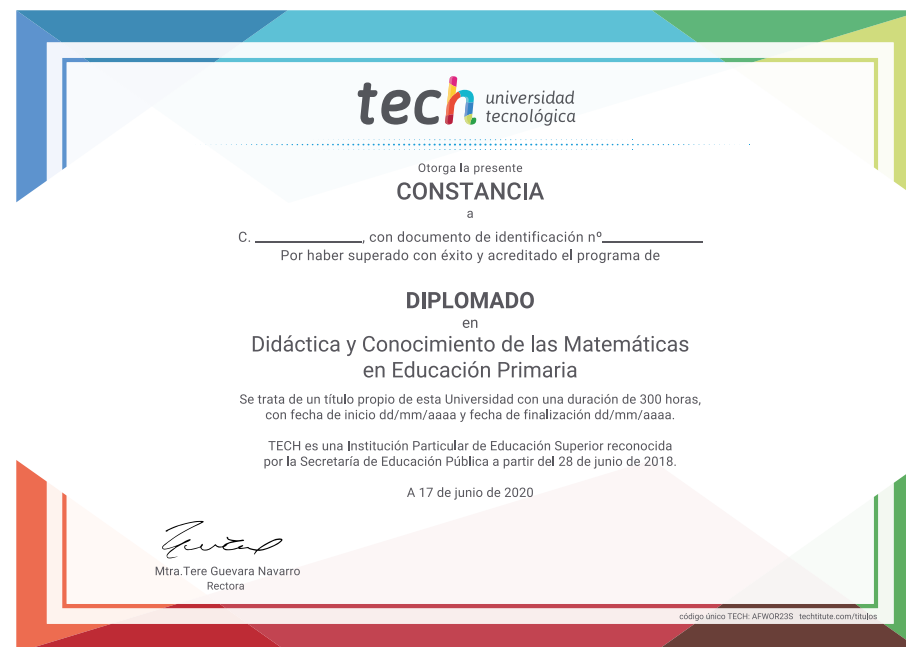 tech universidad
tecnológica
Otorga la presente
CONSTANCIA
a
C. ____________, con documento de identificación nº____________
Por haber superado con éxito y acreditado el programa de
DIPLOMADO
en
Didáctica y Conocimiento de las Matemáticas
en Educación Primaria
Se trata de un título propio de esta Universidad con una duración de 300 horas,
con fecha de inicio dd/mm/aaaa y fecha de finalización dd/mm/aaaa.
TECH es una Institución Particular de Educación Superior reconocida
por la Secretaría de Educación Pública a partir del 28 de junio de 2018.
A 17 de junio de 2020
Mtra.Tere Guevara Navarro
Rectora
código único TECH: AFWOR23S techtitute.com/titulos